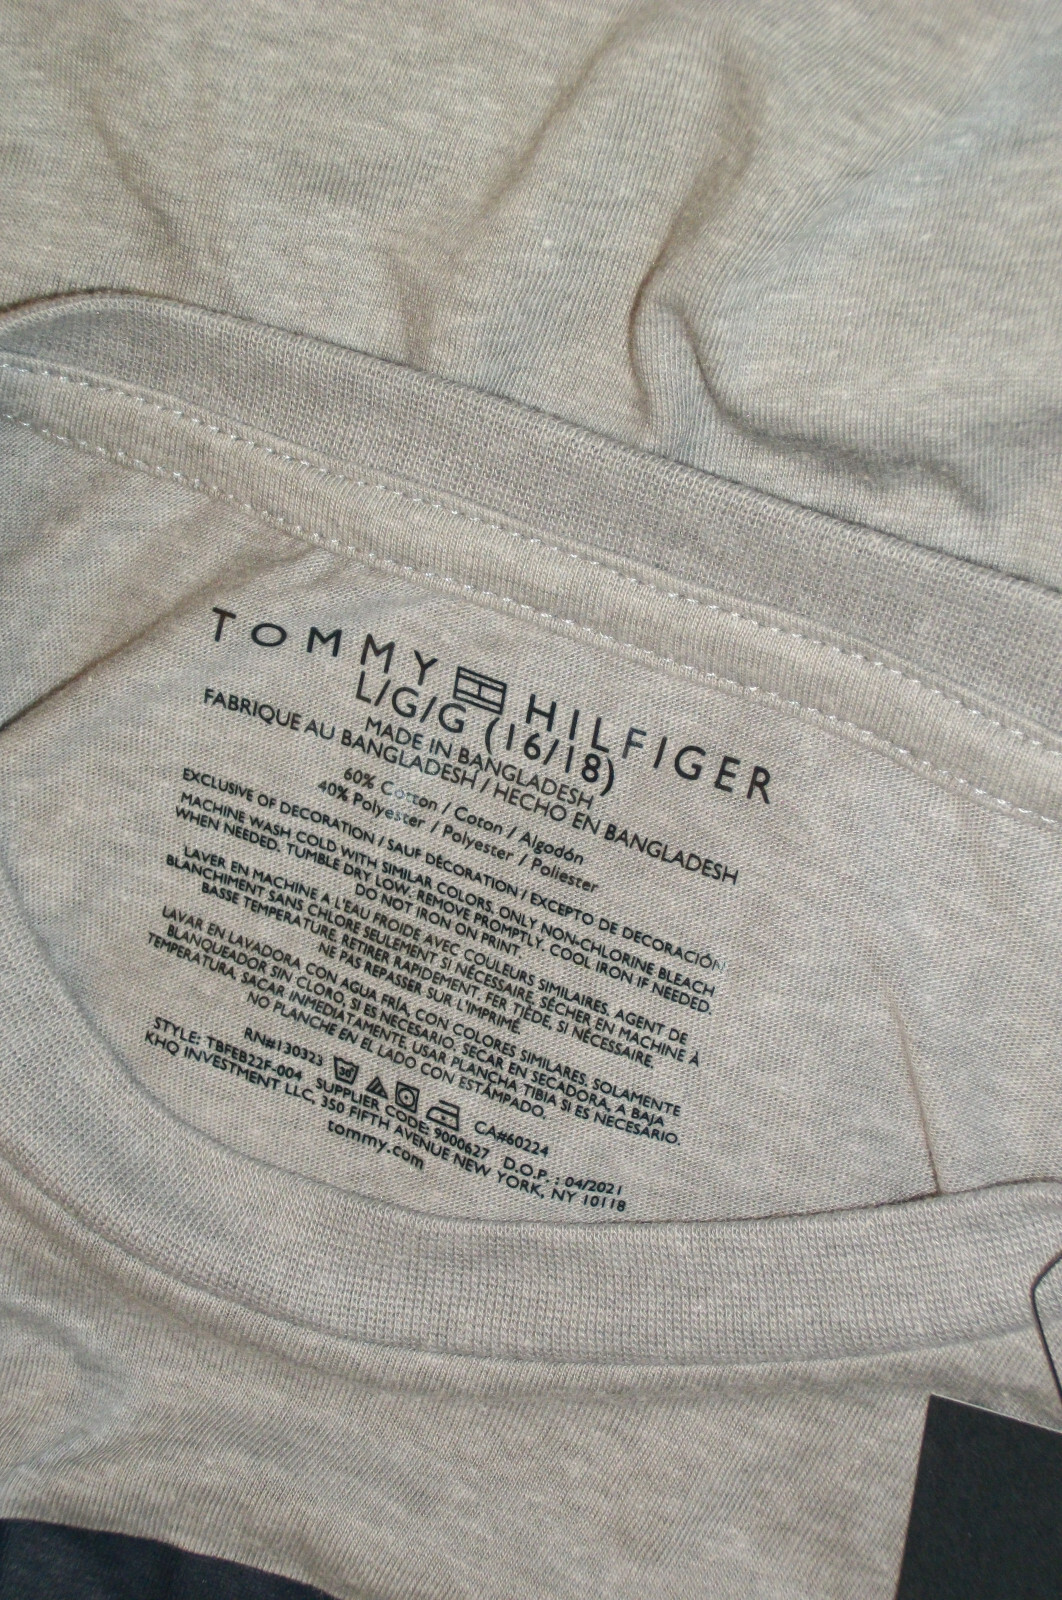 TOMMY HILFIGER
L/G/G (16/18)
MADE IN BANGLADESH
FABRIQUE AU BANGLADESH / HECHO EN BANGLADESH
60% Cotton / Coton / Algodón
40% Polyester / Polyester / Poliester
EXCLUSIVE OF DECORATION / SAUF DÉCORATION / EXCEPTO DE DECORACIÓN
MACHINE WASH COLD WITH SIMILAR COLORS, ONLY NON-CHLORINE BLEACH
WHEN NEEDED. TUMBLE DRY LOW. REMOVE PROMPTLY. COOL IRON IF NEEDED.
DO NOT IRON ON PRINT.
LAVER EN MACHINE A L'EAU FROIDE AVEC COULEURS SIMILAIRES. AGENT DE
BLANCHIMENT SANS CHLORE SEULEMENT SI NÉCESSAIRE, SÉCHER EN MACHINE À
BASSE TEMPERATURE. RETIRER RAPIDEMENT. FER TIÈDE, SI NÉCESSAIRE.
NE PAS REPASSER SUR L'IMPRIMÉ.
LAVAR EN LAVADORA CON AGUA FRÍA, CON COLORES SIMILARES. SOLAMENTE
BLANQUEADOR SIN CLORO, SI ES NECESARIO. SECAR EN SECADORA, A BAJA
TEMPERATURA. SACAR INMEDIATAMENTE. USAR PLANCHA TIBIA SI ES NECESARIO.
NO PLANCHE EN EL LADO CON ESTAMPADO.
RN#130323 30 CA#60224
STYLE: TBFEB22F-004 SUPPLIER CODE: 9000627 D.O.P. : 04/2021
KHQ INVESTMENT LLC, 350 FIFTH AVENUE NEW YORK, NY 10118
tommy.com